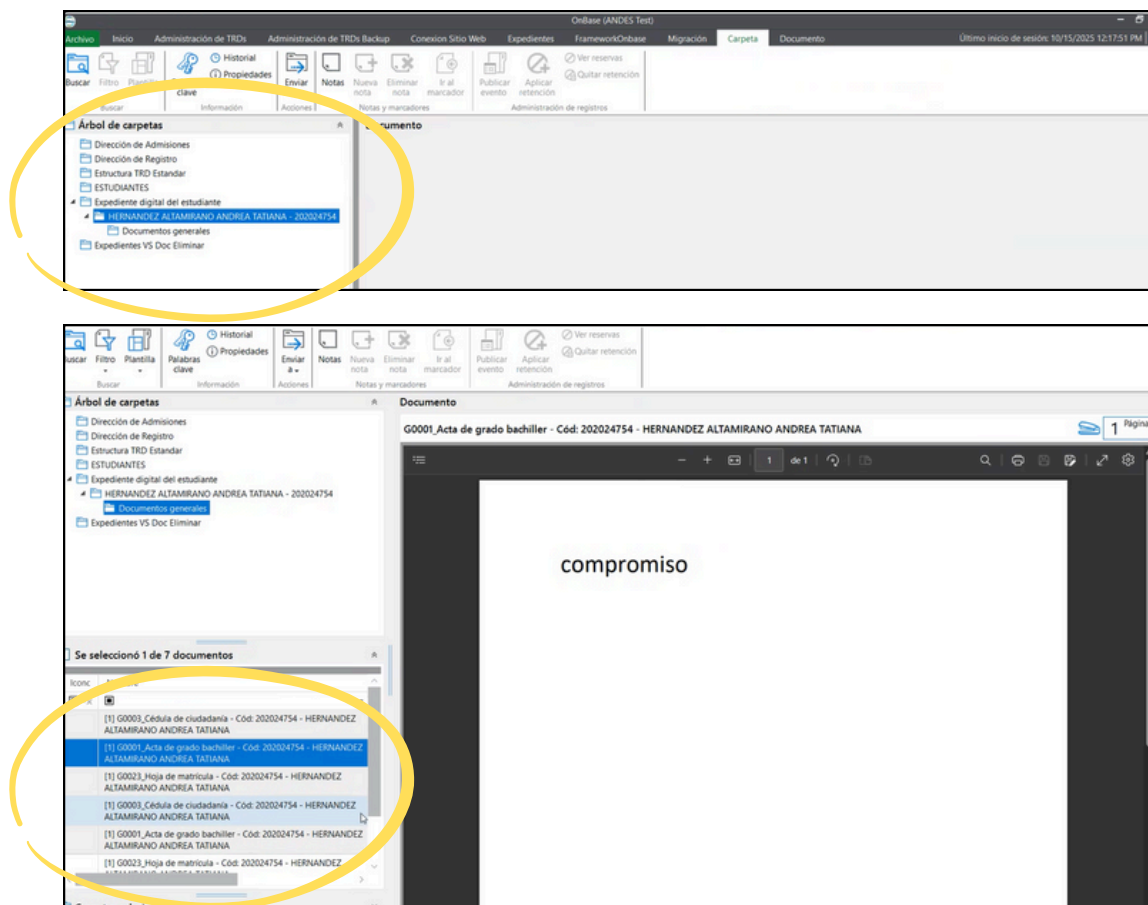 OnBase (ANDES Test)
Archivo Inicio Administración de TRDs Administración de TRDs Backup Conexion Sitio Web Expedientes FrameworkOnbase Migración Carpeta Documento Último inicio de sesión: 10/15/2025 12:17:51 PM
Buscar Filtro Plantilla clave Historial Propiedades Enviar Notas Nueva nota Eliminar nota Ir al marcador Publicar evento Aplicar retención Ver reservas Quitar retención
Buscar Información Acciones Notas y marcadores Administración de registros
Árbol de carpetas
Dirección de Admisiones
Dirección de Registro
Estructura TRD Estandar
ESTUDIANTES
Expediente digital del estudiante
HERNANDEZ ALTAMIRANO ANDREA TATIANA - 202024754
Documentos generales
Expedientes VS Doc Eliminar
Filtro Plantilla Palabras clave Historial Propiedades Enviar a Notas Nueva nota Eliminar nota Ir al marcador Publicar evento Aplicar retención Ver reservas Quitar retención
Buscar Información Acciones Notas y marcadores Administración de registros
Árbol de carpetas Documento
Dirección de Admisiones
Dirección de Registro
Estructura TRD Estandar
ESTUDIANTES
Expediente digital del estudiante
HERNANDEZ ALTAMIRANO ANDREA TATIANA - 202024754
Documentos generales
Expedientes VS Doc Eliminar
G0001_Acta de grado bachiller - Cód: 202024754 - HERNANDEZ ALTAMIRANO ANDREA TATIANA 1 Página
1 de 1
compromiso
Se seleccionó 1 de 7 documentos
[1] G0003_Cédula de ciudadanía - Cód: 202024754 - HERNANDEZ
ALTAMIRANO ANDREA TATIANA
[1] G0001_Acta de grado bachiller - Cód: 202024754 - HERNANDEZ
ALTAMIRANO ANDREA TATIANA
[1] G0023_Hoja de matrícula - Cód: 202024754 - HERNANDEZ
ALTAMIRANO ANDREA TATIANA
[1] G0003_Cédula de ciudadanía - Cód: 202024754 - HERNANDEZ
ALTAMIRANO ANDREA TATIANA
[1] G0001_Acta de grado bachiller - Cód: 202024754 - HERNANDEZ
ALTAMIRANO ANDREA TATIANA
[1] G0023_Hoja de matrícula - Cód: 202024754 - HERNANDEZ